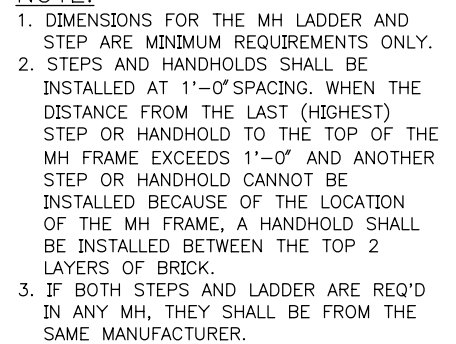 NOTE:
1. DIMENSIONS FOR THE MH LADDER AND
STEP ARE MINIMUM REQUIREMENTS ONLY.
2. STEPS AND HANDHOLDS SHALL BE
INSTALLED AT 1'-0" SPACING. WHEN THE
DISTANCE FROM THE LAST (HIGHEST)
STEP OR HANDHOLD TO THE TOP OF THE
MH FRAME EXCEEDS 1'-0" AND ANOTHER
STEP OR HANDHOLD CANNOT BE
INSTALLED BECAUSE OF THE LOCATION
OF THE MH FRAME, A HANDHOLD SHALL
BE INSTALLED BETWEEN THE TOP 2
LAYERS OF BRICK.
3. IF BOTH STEPS AND LADDER ARE REQ'D
IN ANY MH, THEY SHALL BE FROM THE
SAME MANUFACTURER.